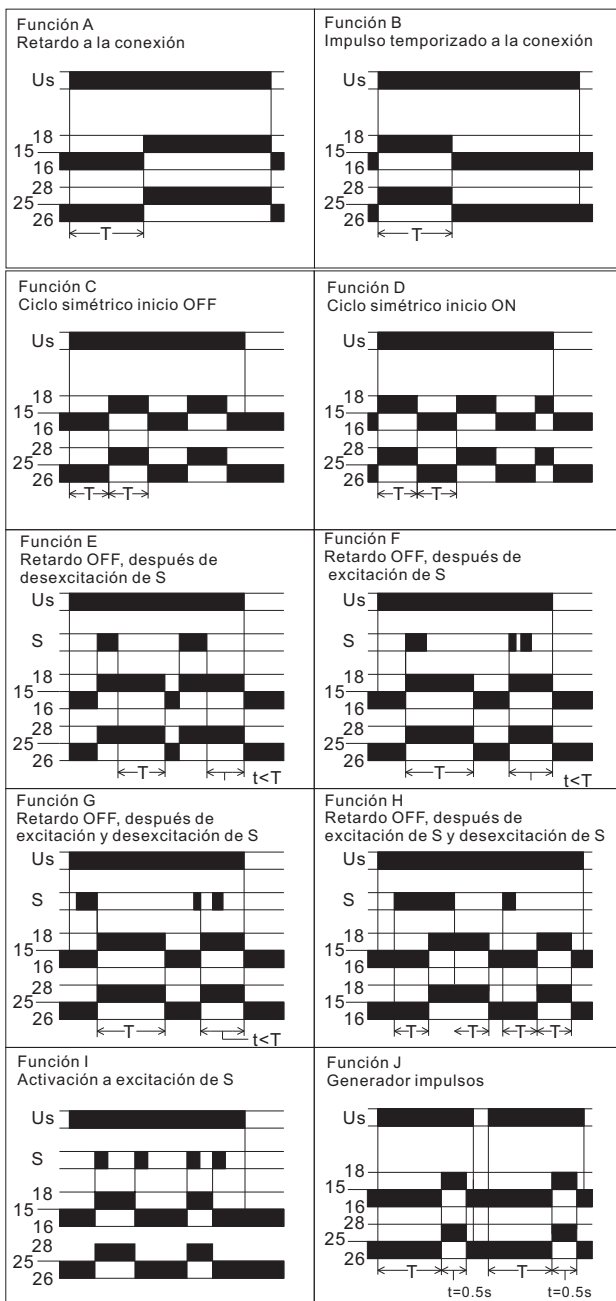 Función A
Retardo a la conexión
Us
18
15
16
28
25
26
T
Función B
Impulso temporizado a la conexión
Us
18
15
16
28
25
26
T
Función C
Ciclo simétrico inicio OFF
Us
18
15
16
28
25
26
T T
Función D
Ciclo simétrico inicio ON
Us
18
15
16
28
25
26
T T
Función E
Retardo OFF, después de
desexcitación de S
Us
S
18
15
16
28
25
26
T t<T
Función F
Retardo OFF, después de
excitación de S
Us
S
18
15
16
28
25
26
T t<T
Función G
Retardo OFF, después de
excitación y desexcitación de S
Us
S
18
15
16
28
25
26
T t<T
Función H
Retardo OFF, después de
excitación de S y desexcitación de S
Us
S
18
15
16
28
15
16
T T T T
Función I
Activación a excitación de S
Us
S
18
15
16
28
25
26
Función J
Generador impulsos
Us
18
15
16
28
25
26
T T
t=0.5s t=0.5s